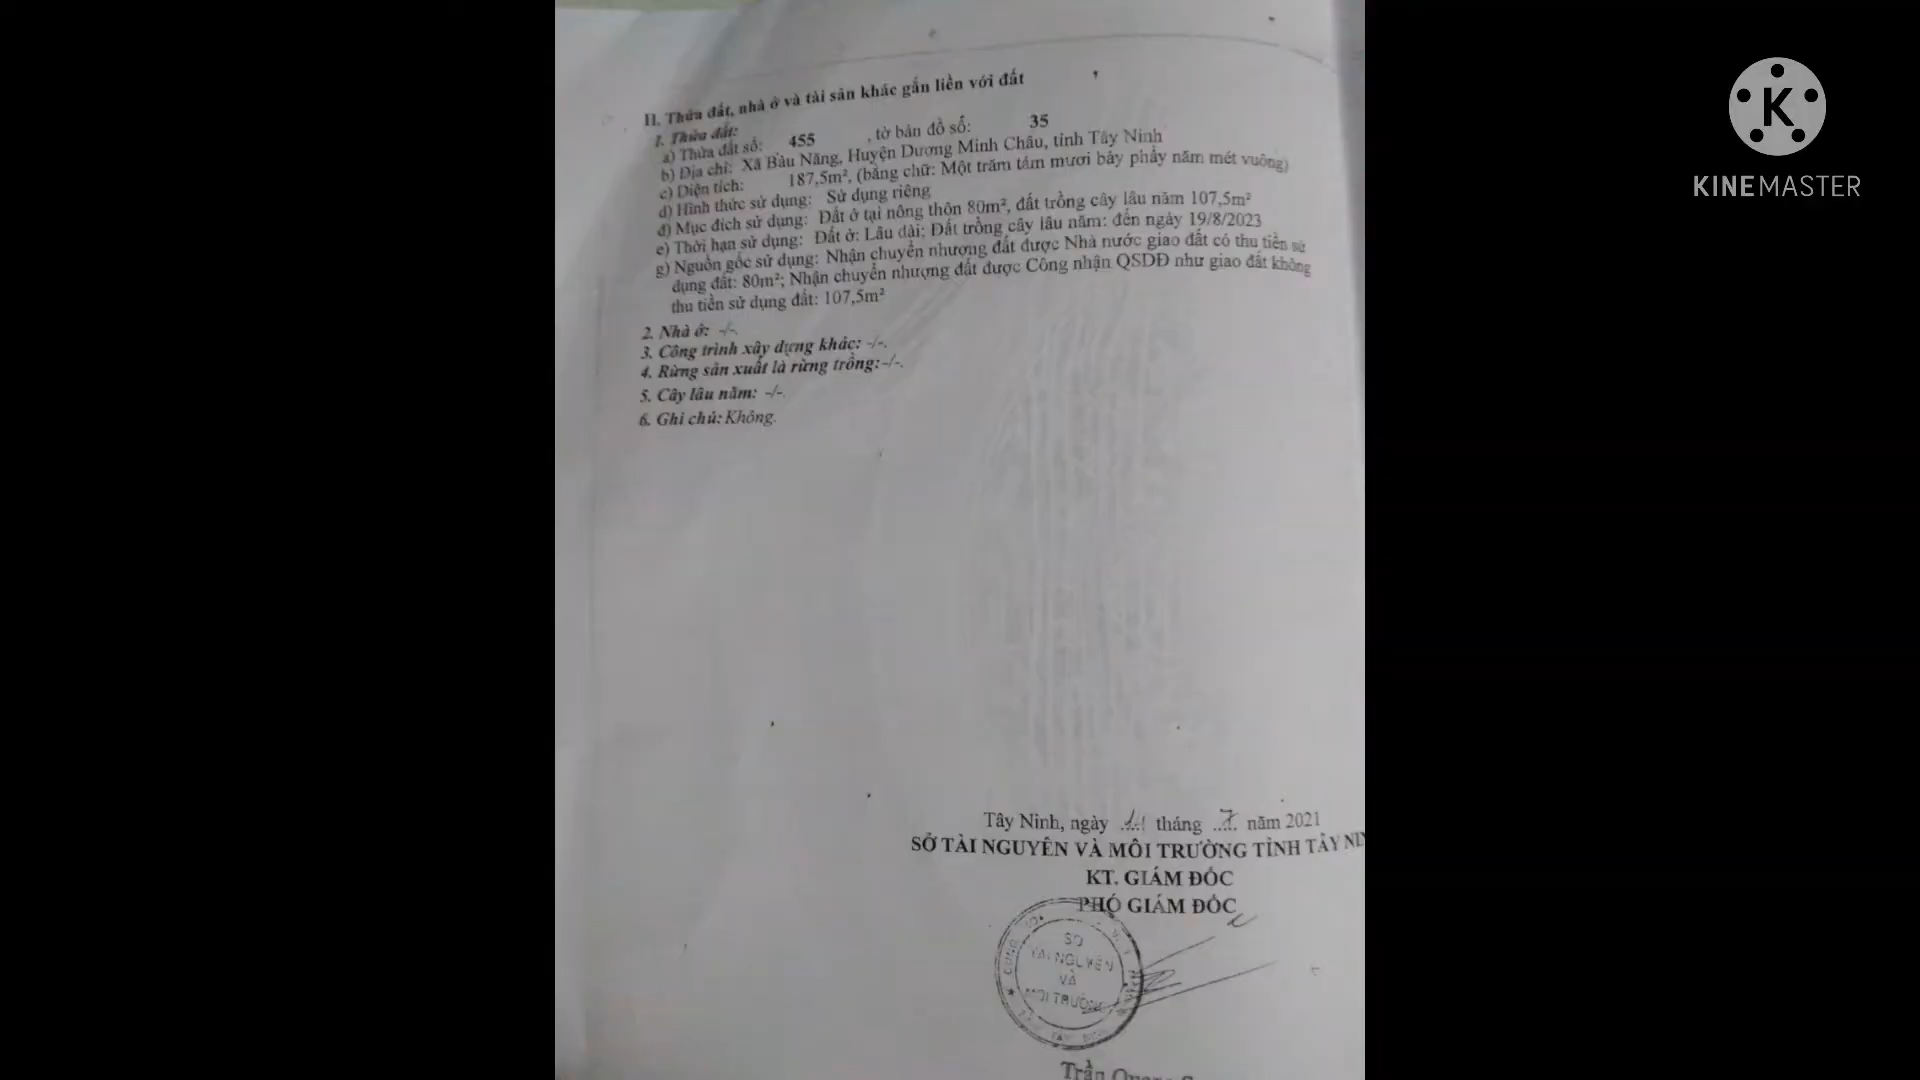 II. Thửa đất, nhà ở và tài sản khác gắn liền với đất
1. Thửa đất:
a) Thửa đất số: 455 , tờ bản đồ số: 35
b) Địa chỉ: Xã Bàu Năng, Huyện Dương Minh Châu, tỉnh Tây Ninh
c) Diện tích: 187,5m², (bằng chữ: Một trăm tám mươi bảy phẩy năm mét vuông)
d) Hình thức sử dụng: Sử dụng riêng
đ) Mục đích sử dụng: Đất ở tại nông thôn 80m², đất trồng cây lâu năm 107,5m²
e) Thời hạn sử dụng: Đất ở: Lâu dài; Đất trồng cây lâu năm: đến ngày 19/8/2023
g) Nguồn gốc sử dụng: Nhận chuyển nhượng đất được Nhà nước giao đất có thu tiền sử
dụng đất: 80m²; Nhận chuyển nhượng đất được Công nhận QSDĐ như giao đất không
thu tiền sử dụng đất: 107,5m²
2. Nhà ở: -/-.
3. Công trình xây dựng khác: -/-.
4. Rừng sản xuất là rừng trồng:-/-.
5. Cây lâu năm: -/-.
6. Ghi chú: Không.
Tây Ninh, ngày tháng 7 năm 2021
SỞ TÀI NGUYÊN VÀ MÔI TRƯỜNG TỈNH TÂY
KT. GIÁM ĐỐC
PHÓ GIÁM ĐỐC
SỞ
TÀI NGUYÊN
VÀ
MÔI TRƯỜNG
Trần
KINEMASTER